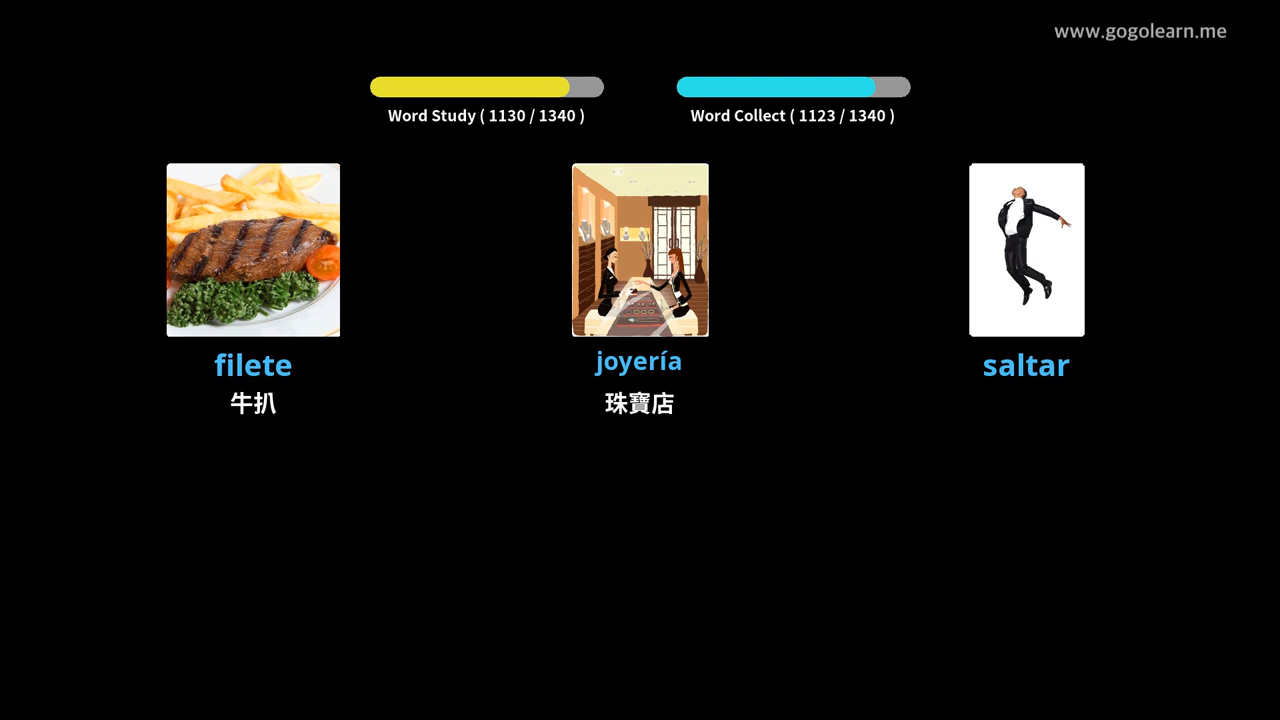 www.gogolearn.me
Word Study ( 1130 / 1340 )
Word Collect ( 1123 / 1340 )
filete
joyería
saltar
牛扒
珠寶店